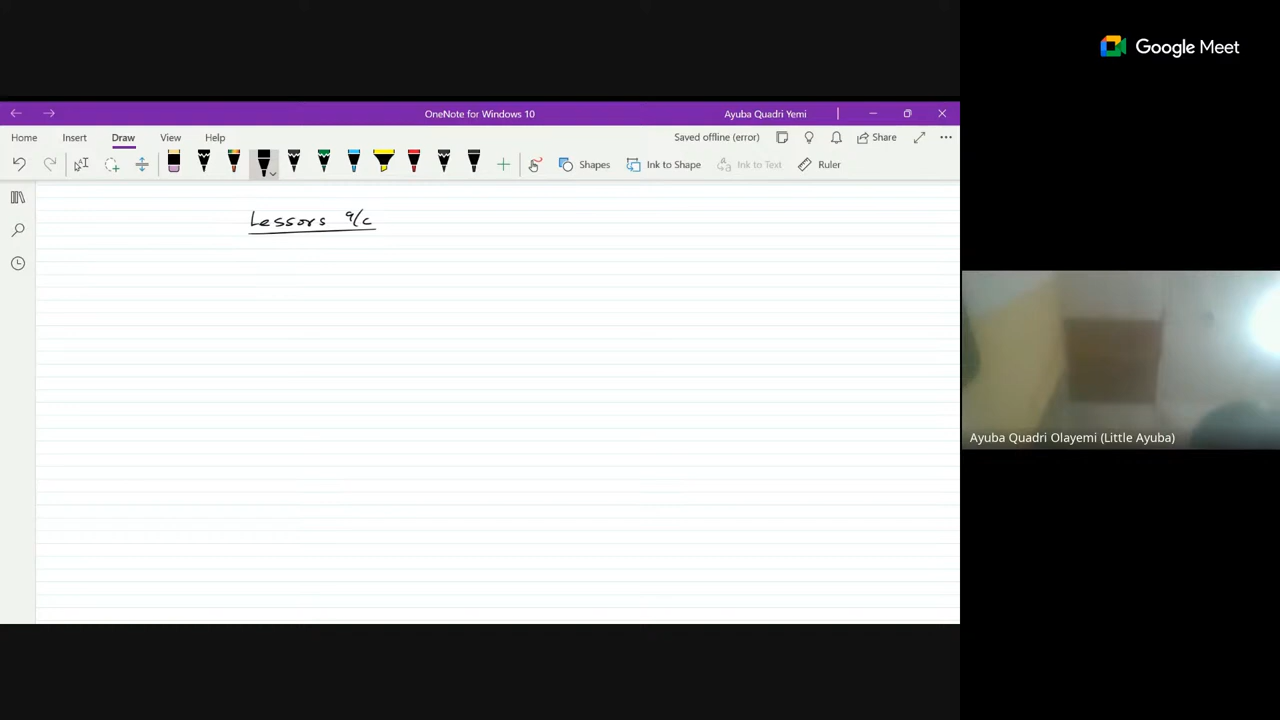 Google Meet
OneNote for Windows 10
Ayuba Quadri Yemi
Home Insert Draw View Help
Saved offline (error)
Share
Shapes
Ink to Shape
Ink to Text
Ruler
Lessors a/c
Ayuba Quadri Olayemi (Little Ayuba)